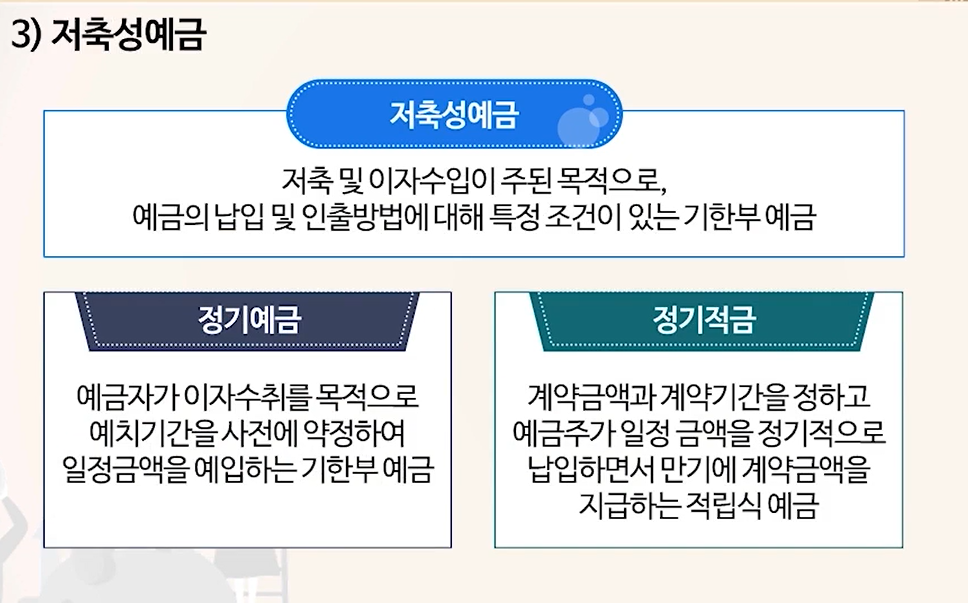 3) 저축성예금
저축성예금
저축 및 이자수입이 주된 목적으로,
예금의 납입 및 인출방법에 대해 특정 조건이 있는 기한부 예금
정기예금
예금자가 이자수취를 목적으로
예치기간을 사전에 약정하여
일정금액을 예입하는 기한부 예금
정기적금
계약금액과 계약기간을 정하고
예금주가 일정 금액을 정기적으로
납입하면서 만기에 계약금액을
지급하는 적립식 예금